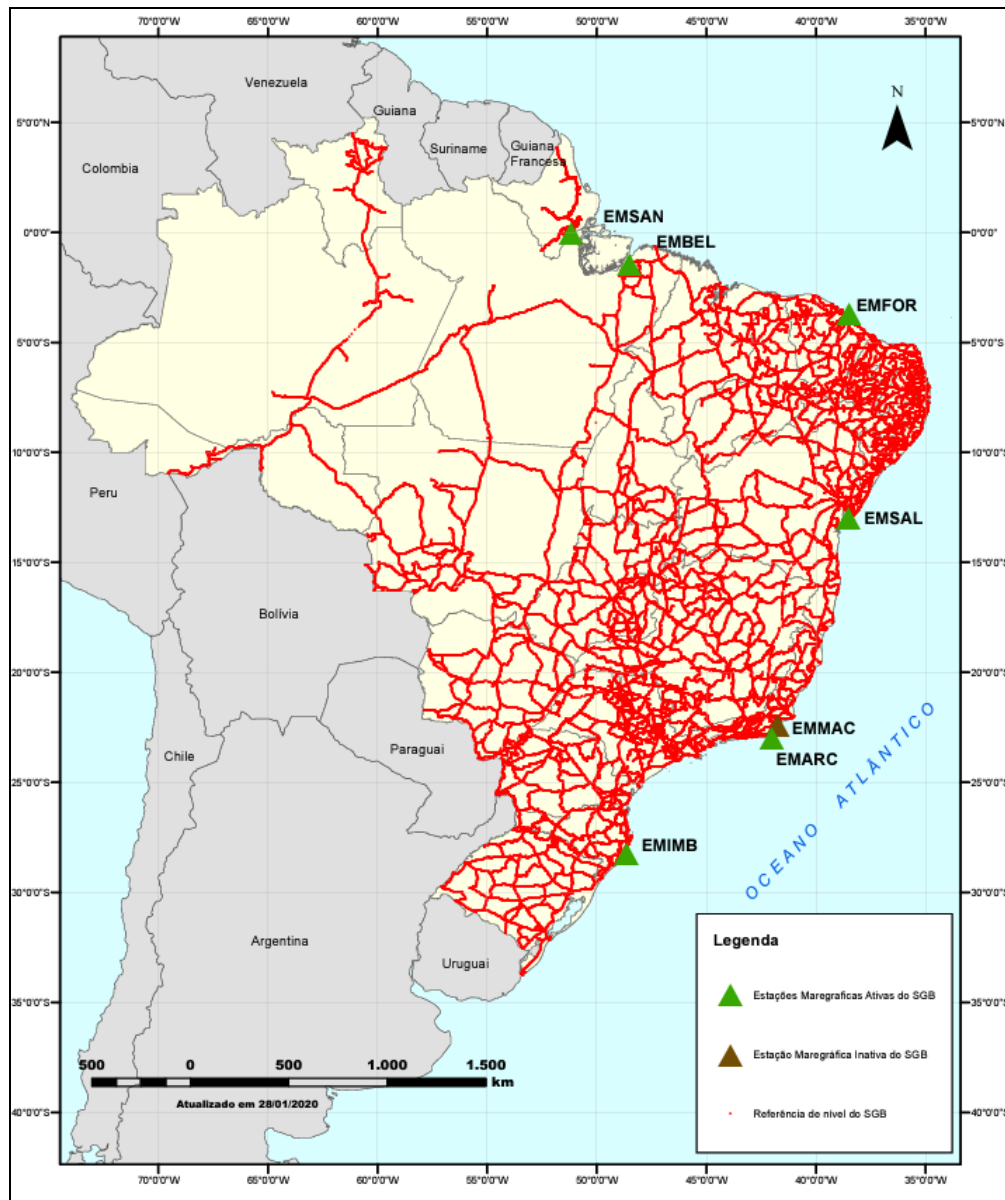 70°0'0"W 65°0'0"W 60°0'0"W 55°0'0"W 50°0'0"W 45°0'0"W 40°0'0"W 35°0'0"W
Venezuela
N
Guiana
5°0'0"N 5°0'0"N
Suriname
Guiana
Francesa
Colombia
EMSAN
0°0'0" 0°0'0"
EMBEL
EMFOR
5°0'0"S 5°0'0"S
10°0'0"S 10°0'0"S
Peru
EMSAL
15°0'0"S 15°0'0"S
Bolívia
20°0'0"S 20°0'0"S
EMMAC
Paraguai
Chile
EMARC
25°0'0"S 25°0'0"S
OCEANO ATLÂNTICO
EMIMB
30°0'0"S 30°0'0"S
Argentina
Legenda
Uruguai
Estações Maregraficas Ativas do SGB
35°0'0"S 35°0'0"S
Estação Maregráfica Inativa do SGB
500 0 500 1.000 1.500
km
Atualizado em 28/01/2020
Referência de nível do SGB
40°0'0"S 40°0'0"S
70°0'0"W 65°0'0"W 60°0'0"W 55°0'0"W 50°0'0"W 45°0'0"W 40°0'0"W 35°0'0"W